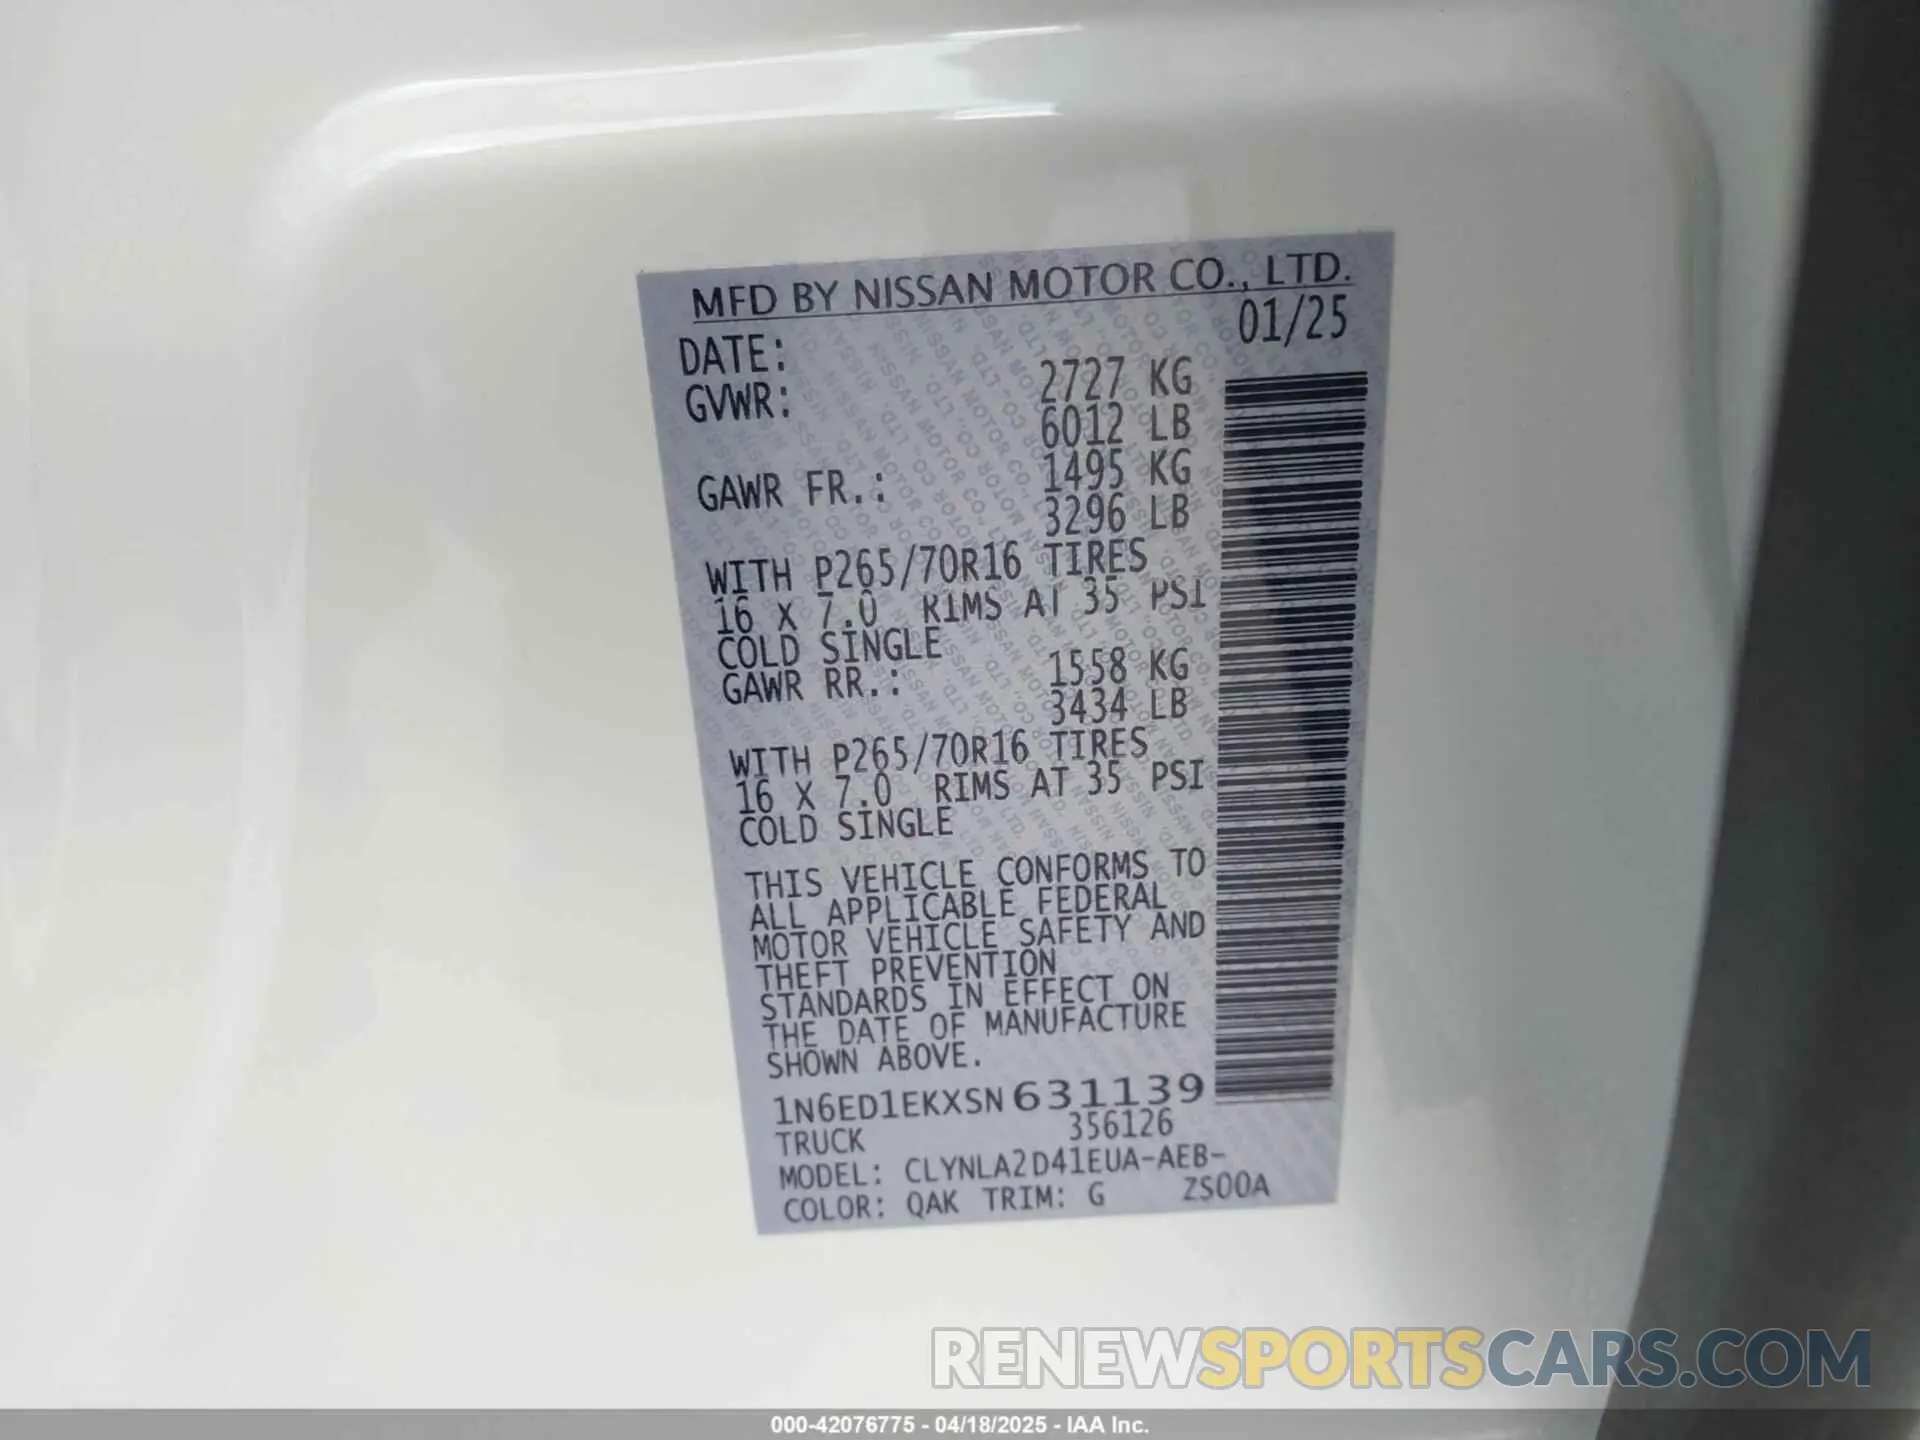 MFD BY NISSAN MOTOR CO., LTD.
DATE: 01/25
GVWR: 2727 KG
6012 LB
GAWR FR.: 1495 KG
3296 LB
WITH P265/70R16 TIRES
16 X 7.0 RIMS AT 35 PSI
COLD SINGLE
GAWR RR.: 1558 KG
3434 LB
WITH P265/70R16 TIRES
16 X 7.0 RIMS AT 35 PSI
COLD SINGLE
THIS VEHICLE CONFORMS TO
ALL APPLICABLE FEDERAL
MOTOR VEHICLE SAFETY AND
THEFT PREVENTION
STANDARDS IN EFFECT ON
THE DATE OF MANUFACTURE
SHOWN ABOVE.
1N6ED1EKXSN631139
TRUCK 356126
MODEL: CLYNLA2D41EUA-AEB-
COLOR: QAK TRIM: G ZS00A
RENEWSPORTSCARS.COM
000-42076775 - 04/18/2025 - IAA Inc.